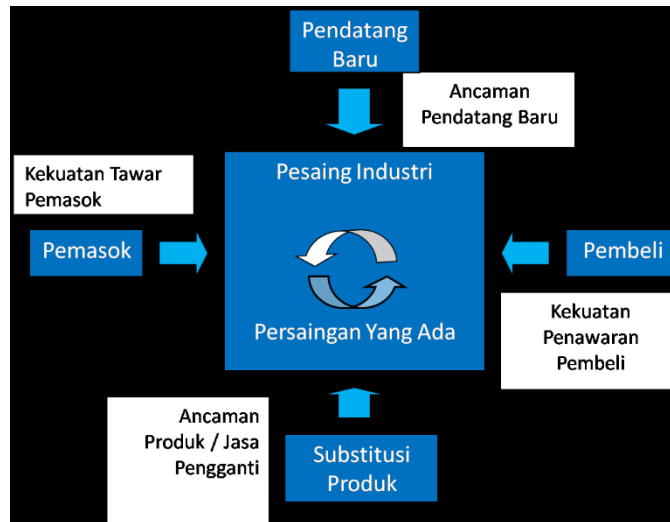 Pendatang
Baru
Ancaman
Pendatang Baru
Kekuatan Tawar
Pemasok
Pesaing Industri
Pemasok
Pembeli
Persaingan Yang Ada
Kekuatan
Penawaran
Pembeli
Ancaman
Produk / Jasa
Pengganti
Substitusi
Produk